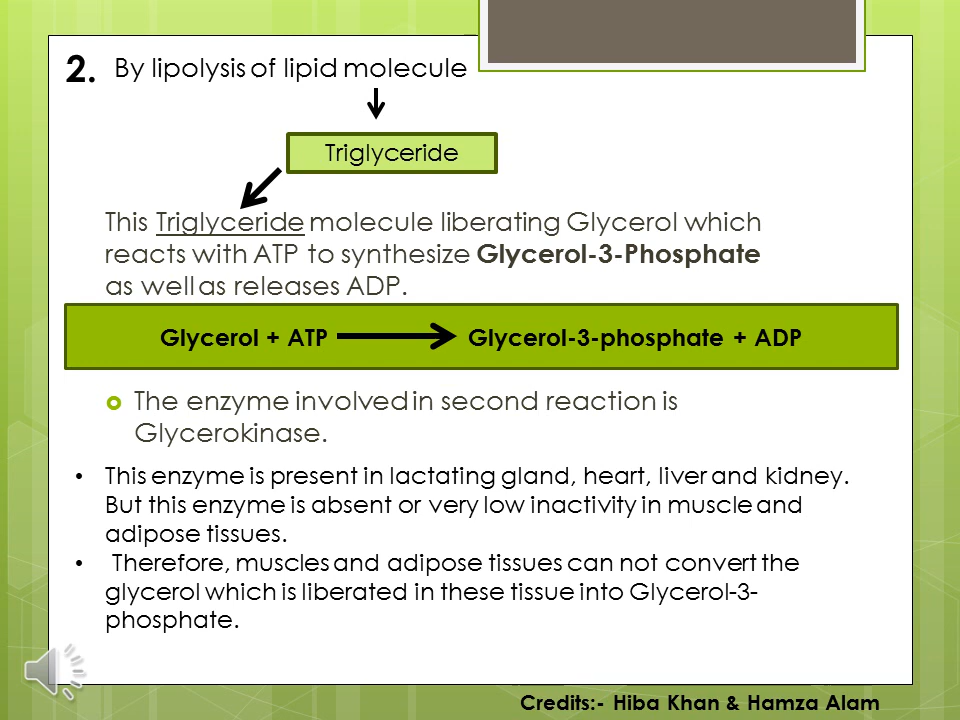 2. By lipolysis of lipid molecule
Triglyceride
This Triglyceride molecule liberating Glycerol which
reacts with ATP to synthesize Glycerol-3-Phosphate
as well as releases ADP.
Glycerol + ATP Glycerol-3-phosphate + ADP
The enzyme involved in second reaction is
Glycerokinase.
• This enzyme is present in lactating gland, heart, liver and kidney.
But this enzyme is absent or very low inactivity in muscle and
adipose tissues.
• Therefore, muscles and adipose tissues can not convert the
glycerol which is liberated in these tissue into Glycerol-3-
phosphate.
Credits:- Hiba Khan & Hamza Alam